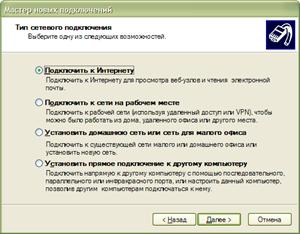 Мастер новых подключений
Тип сетевого подключения
Выберите одну из следующих возможностей.
Подключить к Интернету
Подключить к Интернету для просмотра веб-узлов и чтения электронной
почты.
Подключить к сети на рабочем месте
Подключить к рабочей сети (используя удаленный доступ или VPN), чтобы
можно было работать из дома, удаленного офиса или другого места.
Установить домашнюю сеть или сеть для малого офиса
Подключить к существующей сети малого или домашнего офиса или
установить новую сеть.
Установить прямое подключение к другому компьютеру
Подключить напрямую к другому компьютеру с помощью последовательного,
параллельного или инфракрасного порта, или настроить данный компьютер,
позволив другим компьютерам подключаться к нему.
< Назад Далее > Отмена